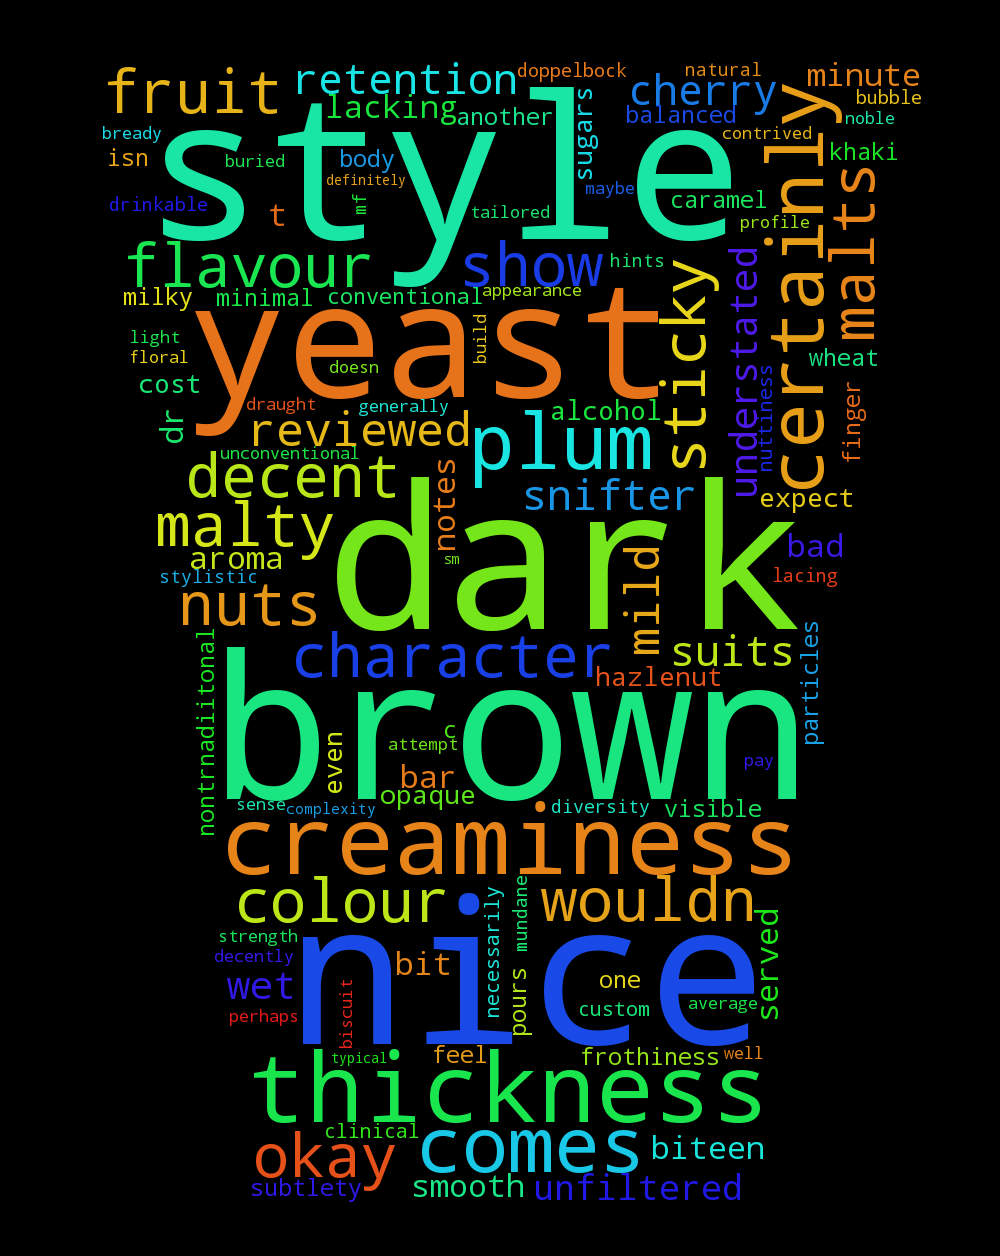 fruit
retention
doppelbock
natural
minute
cherry
bubble
lacking
another
balanced
noble
style
sugars
bready
contrived
certainly
isn
buried
body
khaki
definitely
maybe
malts
drinkable
t
mf
tailored
caramel
profile
flavour
show
hints
sticky
understated
milky
minimal
conventional
appearance
yeast
build
light
floral
doesn
wheat
cost
nuttiness
finger
dr
draught
generally
alcohol
reviewed
plum
unconventional
decent
notes
snifter
expect
malty
dark
bad
aroma
sm
mild
stylistic
lacing
nuts
character
suits
particles
nontrnadiitonal
hazlenut
brown
even
c
attempt
pay
bar
opaque
sense
complexity
diversity
visible
creaminess
colour
necessarily
mundane
wouldn
served
strength
decently
nice
bit
wet
biscuit
pours
one
custom
average
perhaps
typical
feel
frothiness
well
thickness
clinical
okay
comes
biteen
subtlety
smooth
unfiltered